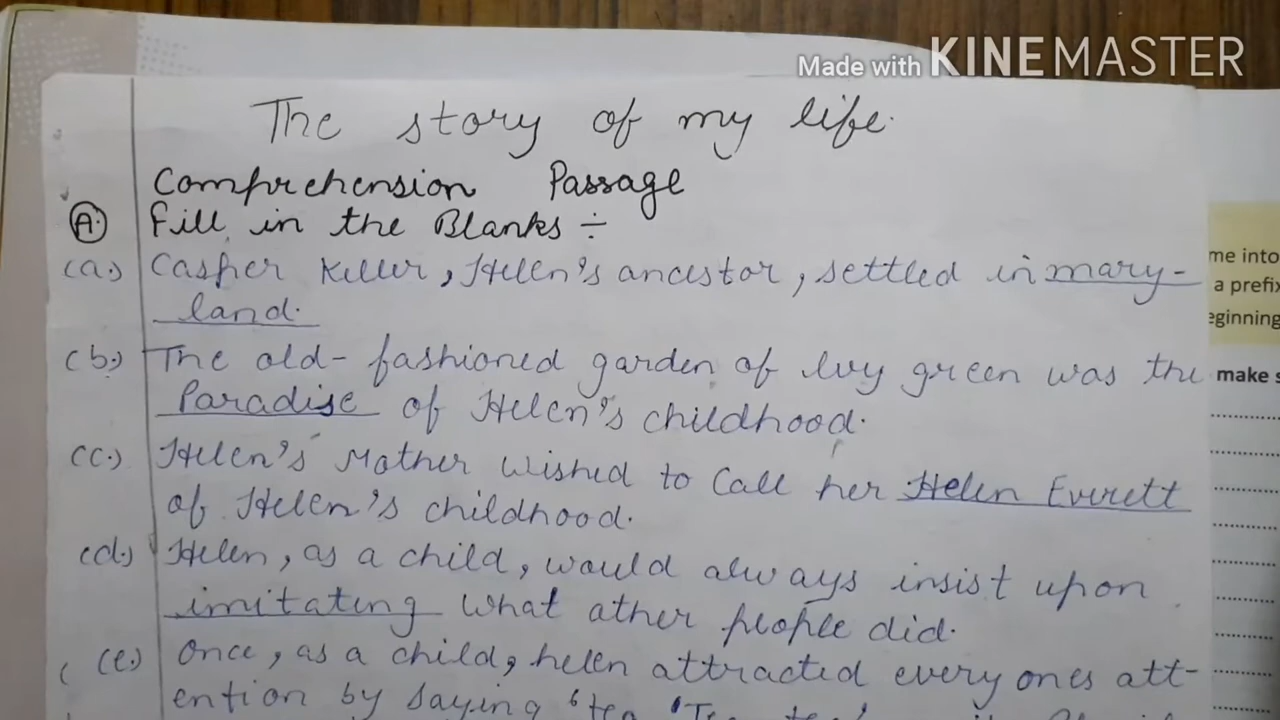 Made with KINEMASTER
The story of my life.
Comprehension Passage
(A.) Fill in the Blanks ÷
(a.) Casper Keller, Helen's ancestor, settled in mary-
land.
(b.) The old-fashioned garden of Ivy green was the
Paradise of Helen's childhood.
(c.) Helen's Mother wished to Call her Helen Everett
of Helen's childhood.
(d.) Helen, as a child, would always insist upon
imitating what ather people did.
(e.) Once, as a child, helen attracted everyones att-
ention by saying 'tea
me into
a prefix
eginning
make s